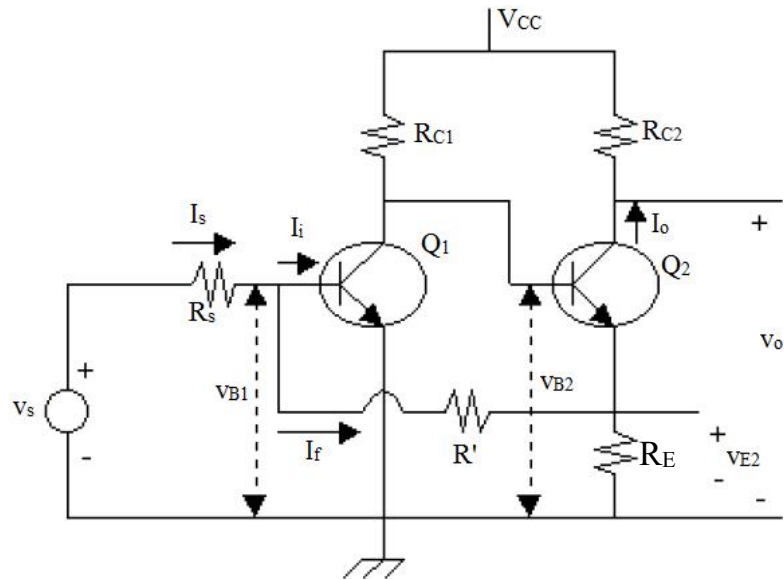 VCC
RC1
RC2
Is
Ii
Q1
Io
+
Q2
Rs
vB1
vB2
vo
+
vs
-
If
R'
RE
+
vE2
-
-